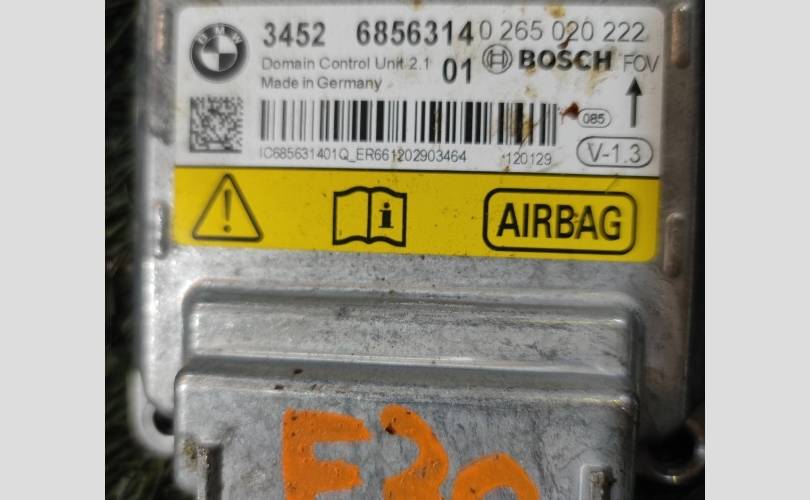 BMW
3452 6856314 0 265 020 222
Domain Control Unit 2.1 01 BOSCH FOV
Made in Germany
085
IC685631401Q_ER661202903464 120129 V-1.3
i AIRBAG